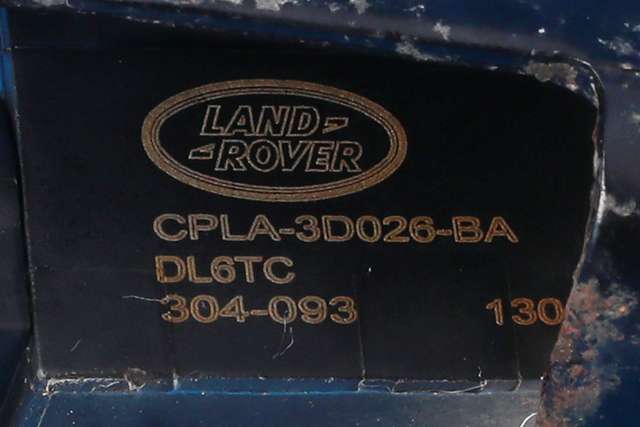 LAND
ROVER
CPLA-3D026-BA
DL6TC
304-093 130